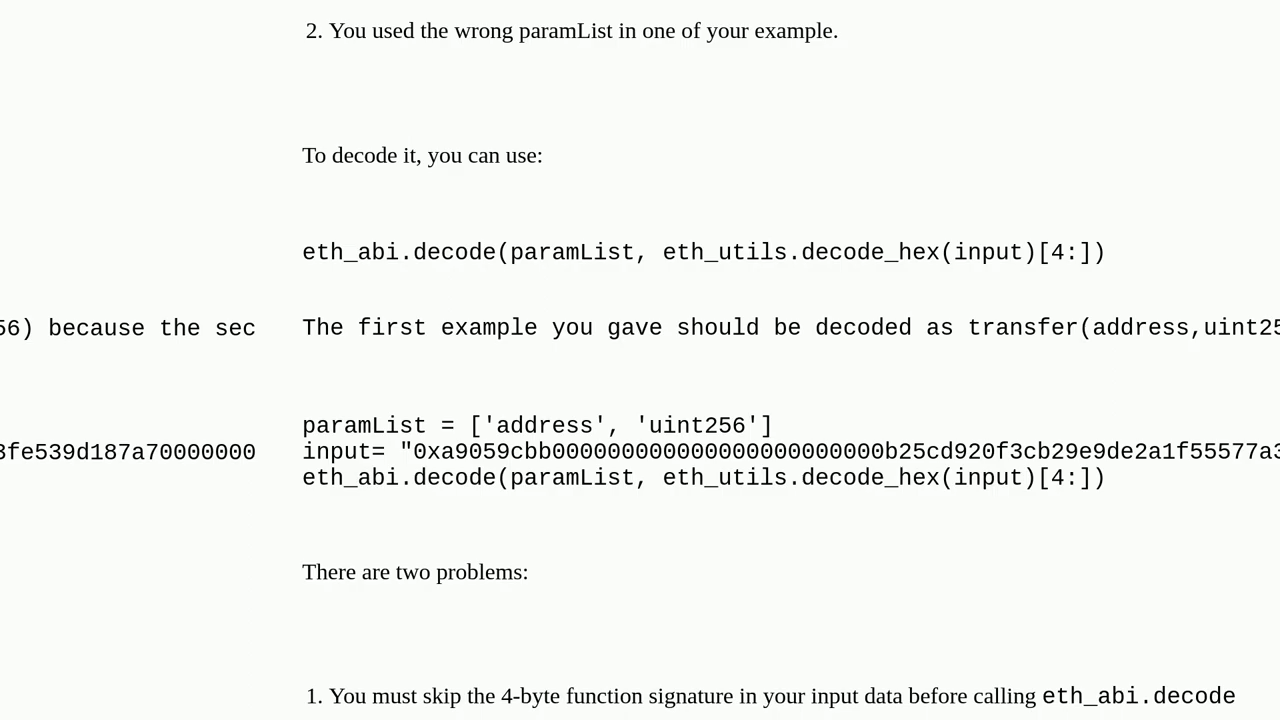 2. You used the wrong paramList in one of your example.
To decode it, you can use:
eth_abi.decode(paramList, eth_utils.decode_hex(input)[4:])
56) because the sec
The first example you gave should be decoded as transfer(address,uint25
paramList = ['address', 'uint256']
3fe539d187a70000000
input= "0xa9059cbb000000000000000000000000b25cd920f3cb29e9de2a1f55577a3
eth_abi.decode(paramList, eth_utils.decode_hex(input)[4:])
There are two problems:
1. You must skip the 4-byte function signature in your input data before calling eth_abi.decode